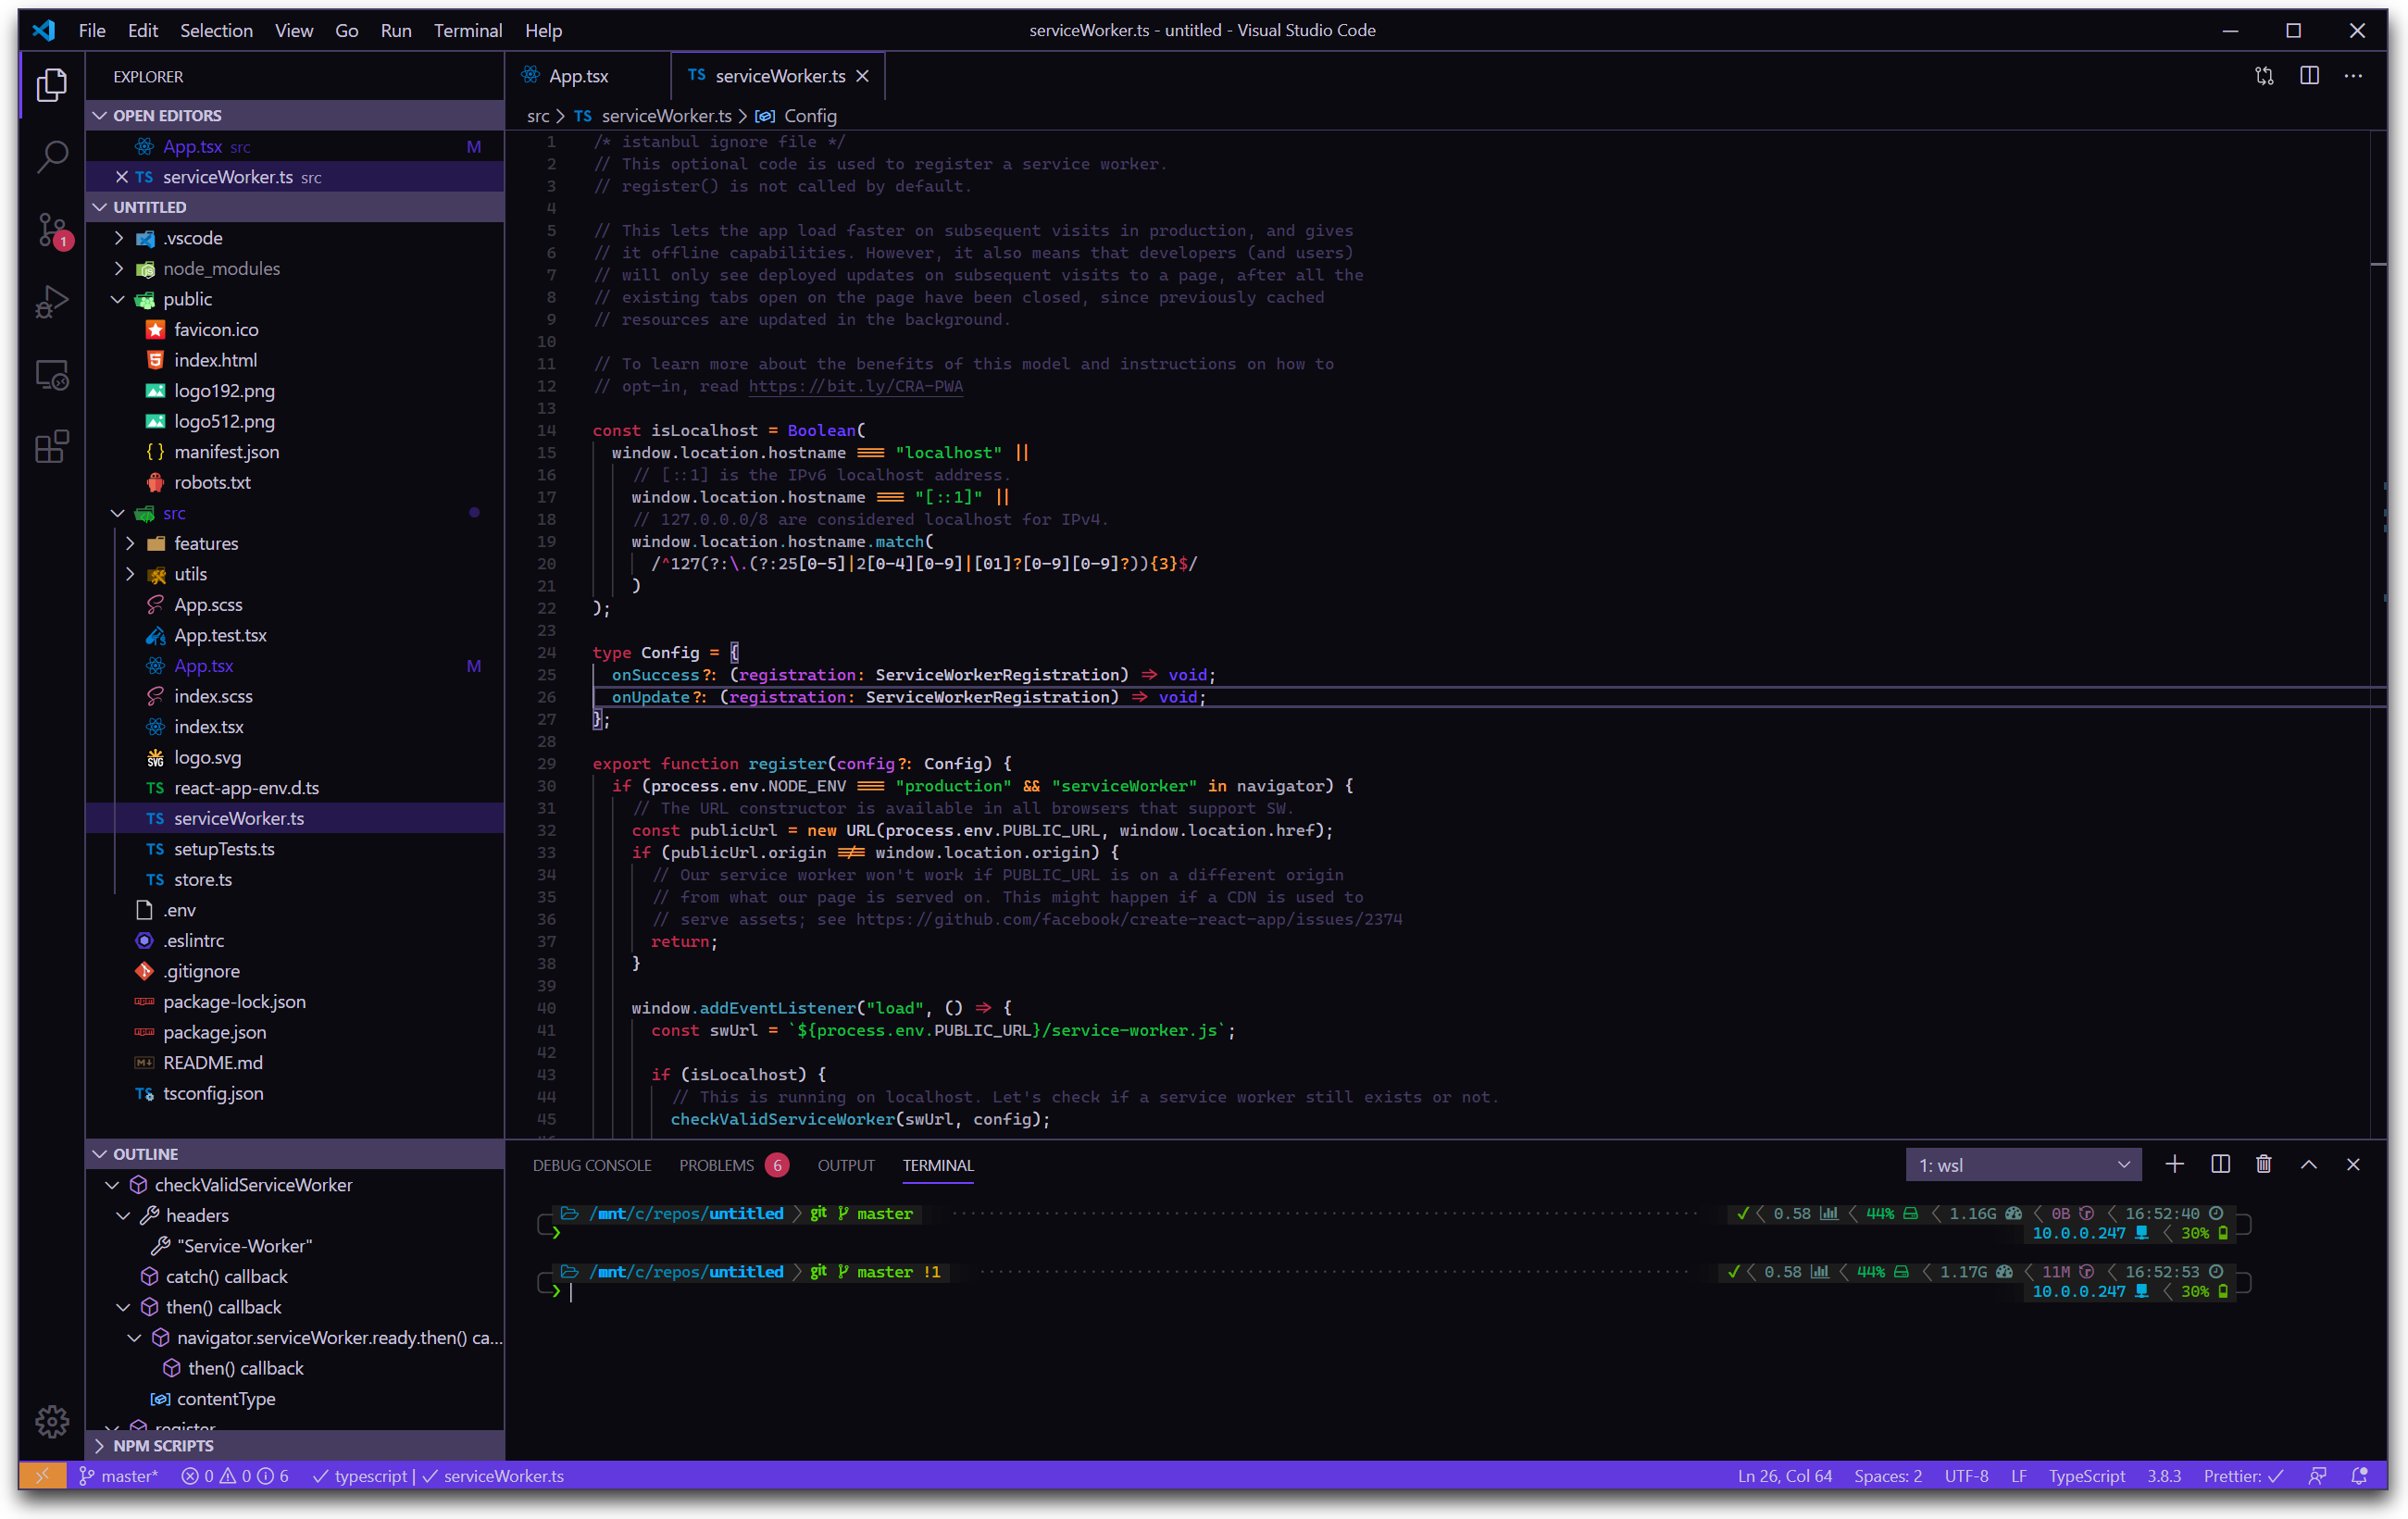 File Edit Selection View Go Run Terminal Help
serviceWorker.ts - untitled - Visual Studio Code
EXPLORER
OPEN EDITORS
App.tsx src M
TS serviceWorker.ts src
UNTITLED
.vscode
node_modules
public
favicon.ico
index.html
logo192.png
logo512.png
manifest.json
robots.txt
src
features
utils
App.scss
App.test.tsx
App.tsx M
index.scss
index.tsx
logo.svg
TS react-app-env.d.ts
TS serviceWorker.ts
TS setupTests.ts
TS store.ts
.env
.eslintrc
.gitignore
package-lock.json
package.json
README.md
tsconfig.json
OUTLINE
checkValidServiceWorker
headers
"Service-Worker"
catch() callback
then() callback
navigator.serviceWorker.ready.then() ca...
then() callback
contentType
register
NPM SCRIPTS
1
App.tsx
TS serviceWorker.ts
src > TS serviceWorker.ts > Config
1 /* istanbul ignore file */
2 // This optional code is used to register a service worker.
3 // register() is not called by default.
4
5 // This lets the app load faster on subsequent visits in production, and gives
6 // it offline capabilities. However, it also means that developers (and users)
7 // will only see deployed updates on subsequent visits to a page, after all the
8 // existing tabs open on the page have been closed, since previously cached
9 // resources are updated in the background.
10
11 // To learn more about the benefits of this model and instructions on how to
12 // opt-in, read https://bit.ly/CRA-PWA
13
14 const isLocalhost = Boolean(
15 window.location.hostname === "localhost" ||
16 // [::1] is the IPv6 localhost address.
17 window.location.hostname === "[::1]" ||
18 // 127.0.0.0/8 are considered localhost for IPv4.
19 window.location.hostname.match(
20 /^127(?:\.(?:25[0-5]|2[0-4][0-9]|[01]?[0-9][0-9]?)){3}$/
21 )
22 );
23
24 type Config = {
25 onSuccess?: (registration: ServiceWorkerRegistration) => void;
26 onUpdate?: (registration: ServiceWorkerRegistration) => void;
27 };
28
29 export function register(config?: Config) {
30 if (process.env.NODE_ENV === "production" && "serviceWorker" in navigator) {
31 // The URL constructor is available in all browsers that support SW.
32 const publicUrl = new URL(process.env.PUBLIC_URL, window.location.href);
33 if (publicUrl.origin !== window.location.origin) {
34 // Our service worker won't work if PUBLIC_URL is on a different origin
35 // from what our page is served on. This might happen if a CDN is used to
36 // serve assets; see https://github.com/facebook/create-react-app/issues/2374
37 return;
38 }
39
40 window.addEventListener("load", () => {
41 const swUrl = `${process.env.PUBLIC_URL}/service-worker.js`;
42
43 if (isLocalhost) {
44 // This is running on localhost. Let's check if a service worker still exists or not.
45 checkValidServiceWorker(swUrl, config);
DEBUG CONSOLE PROBLEMS 6 OUTPUT TERMINAL
1: wsl
/mnt/c/repos/untitled > git master ✓ < 0.58 < 44% < 1.16G < 0B < 16:52:40
❯ 10.0.0.247 < 30%
/mnt/c/repos/untitled > git master !1 ✓ < 0.58 < 44% < 1.17G < 11M < 16:52:53
❯ 10.0.0.247 < 30%
master* 0 0 6 ✓ typescript | ✓ serviceWorker.ts
Ln 26, Col 64 Spaces: 2 UTF-8 LF TypeScript 3.8.3 Prettier: ✓